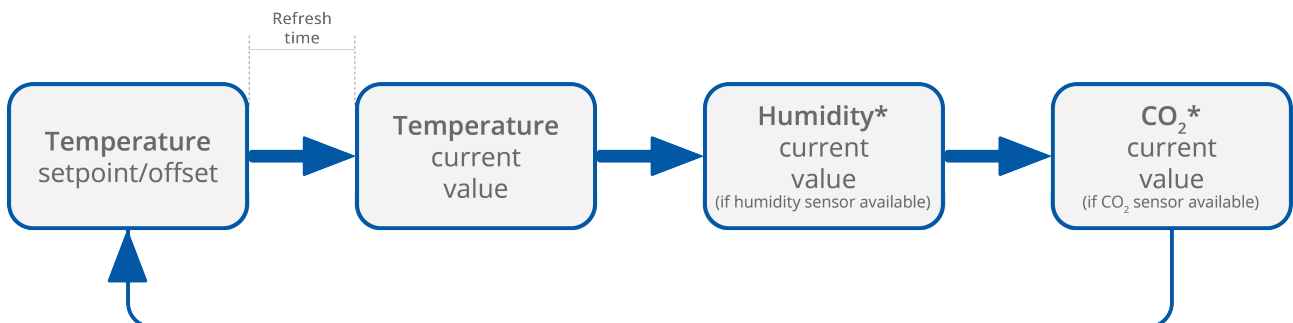 Refresh
time
Temperature
setpoint/offset
Temperature
current
value
Humidity*
current
value
(if humidity sensor available)
CO₂*
current
value
(if CO₂ sensor available)